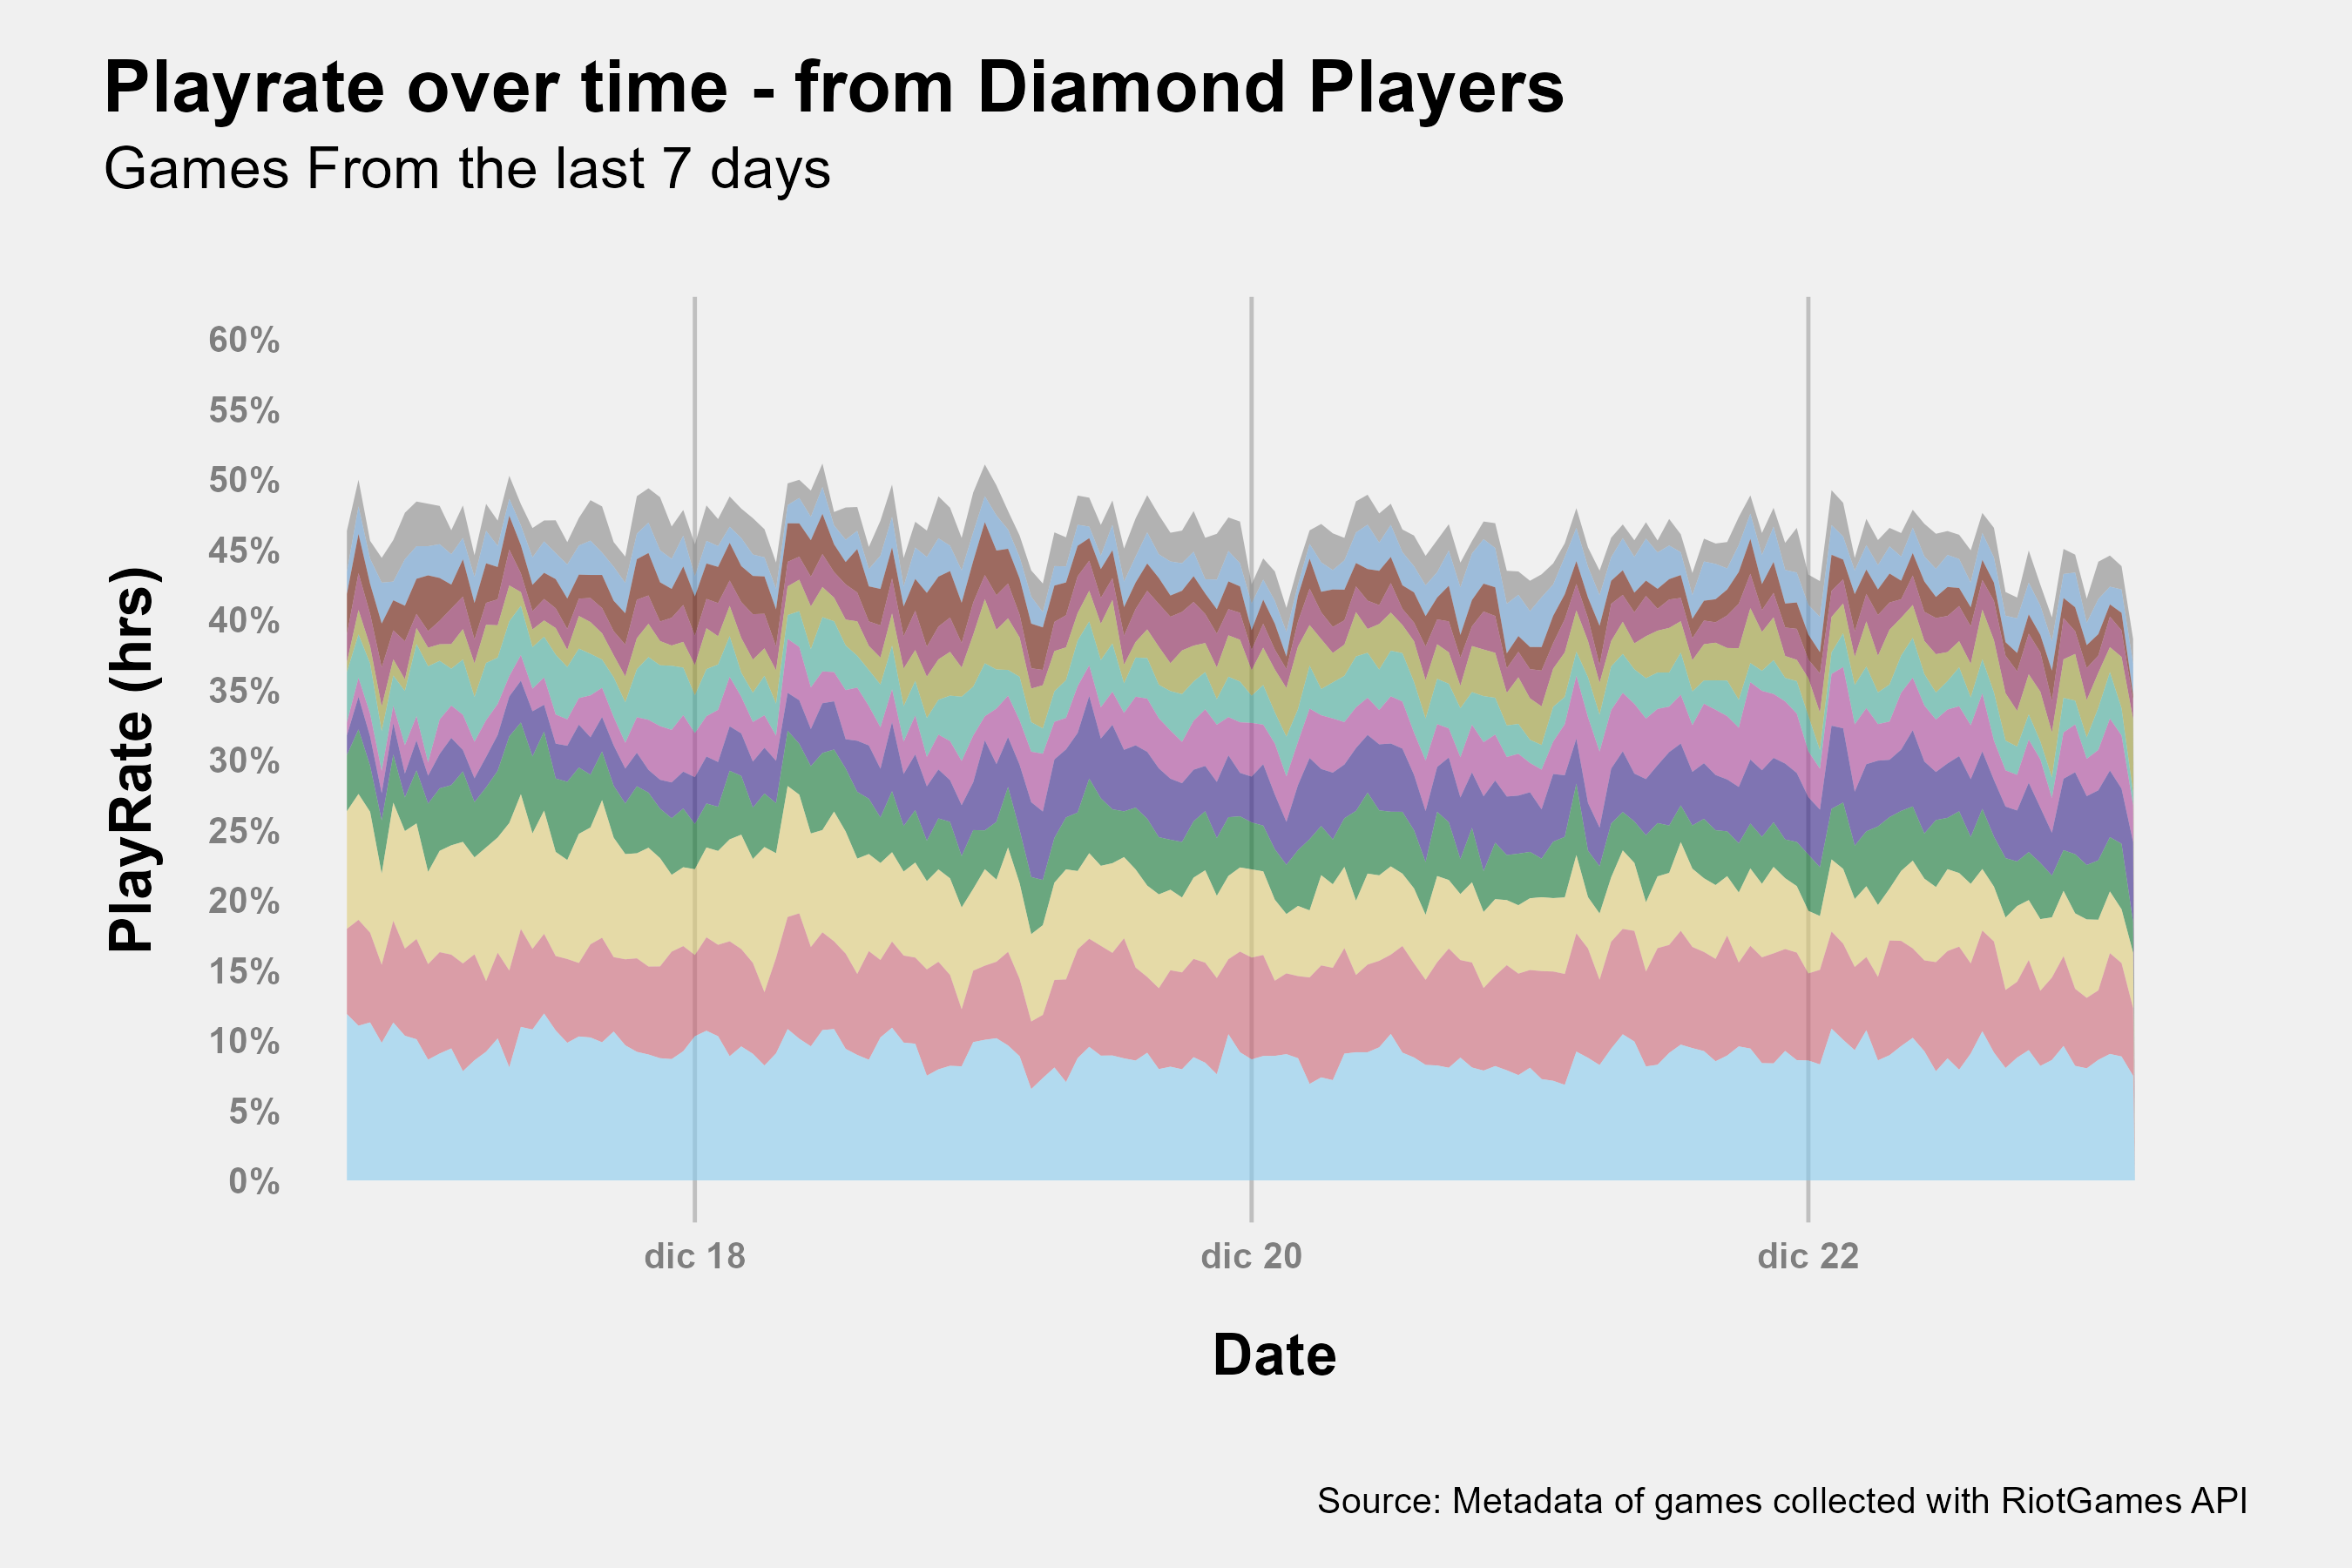 Playrate over time - from Diamond Players
Games From the last 7 days
PlayRate (hrs)
60%
55%
50%
45%
40%
35%
30%
25%
20%
15%
10%
5%
0%
dic 18
dic 20
dic 22
Date
Source: Metadata of games collected with RiotGames API